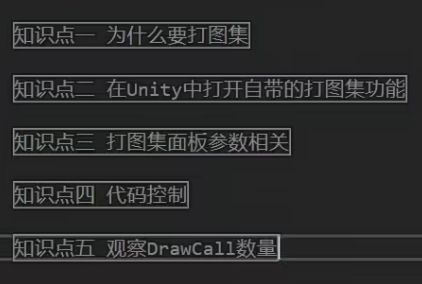 知识点一 为什么要打图集
知识点二 在Unity中打开自带的打图集功能
知识点三 打图集面板参数相关
知识点四 代码控制
知识点五 观察DrawCall数量